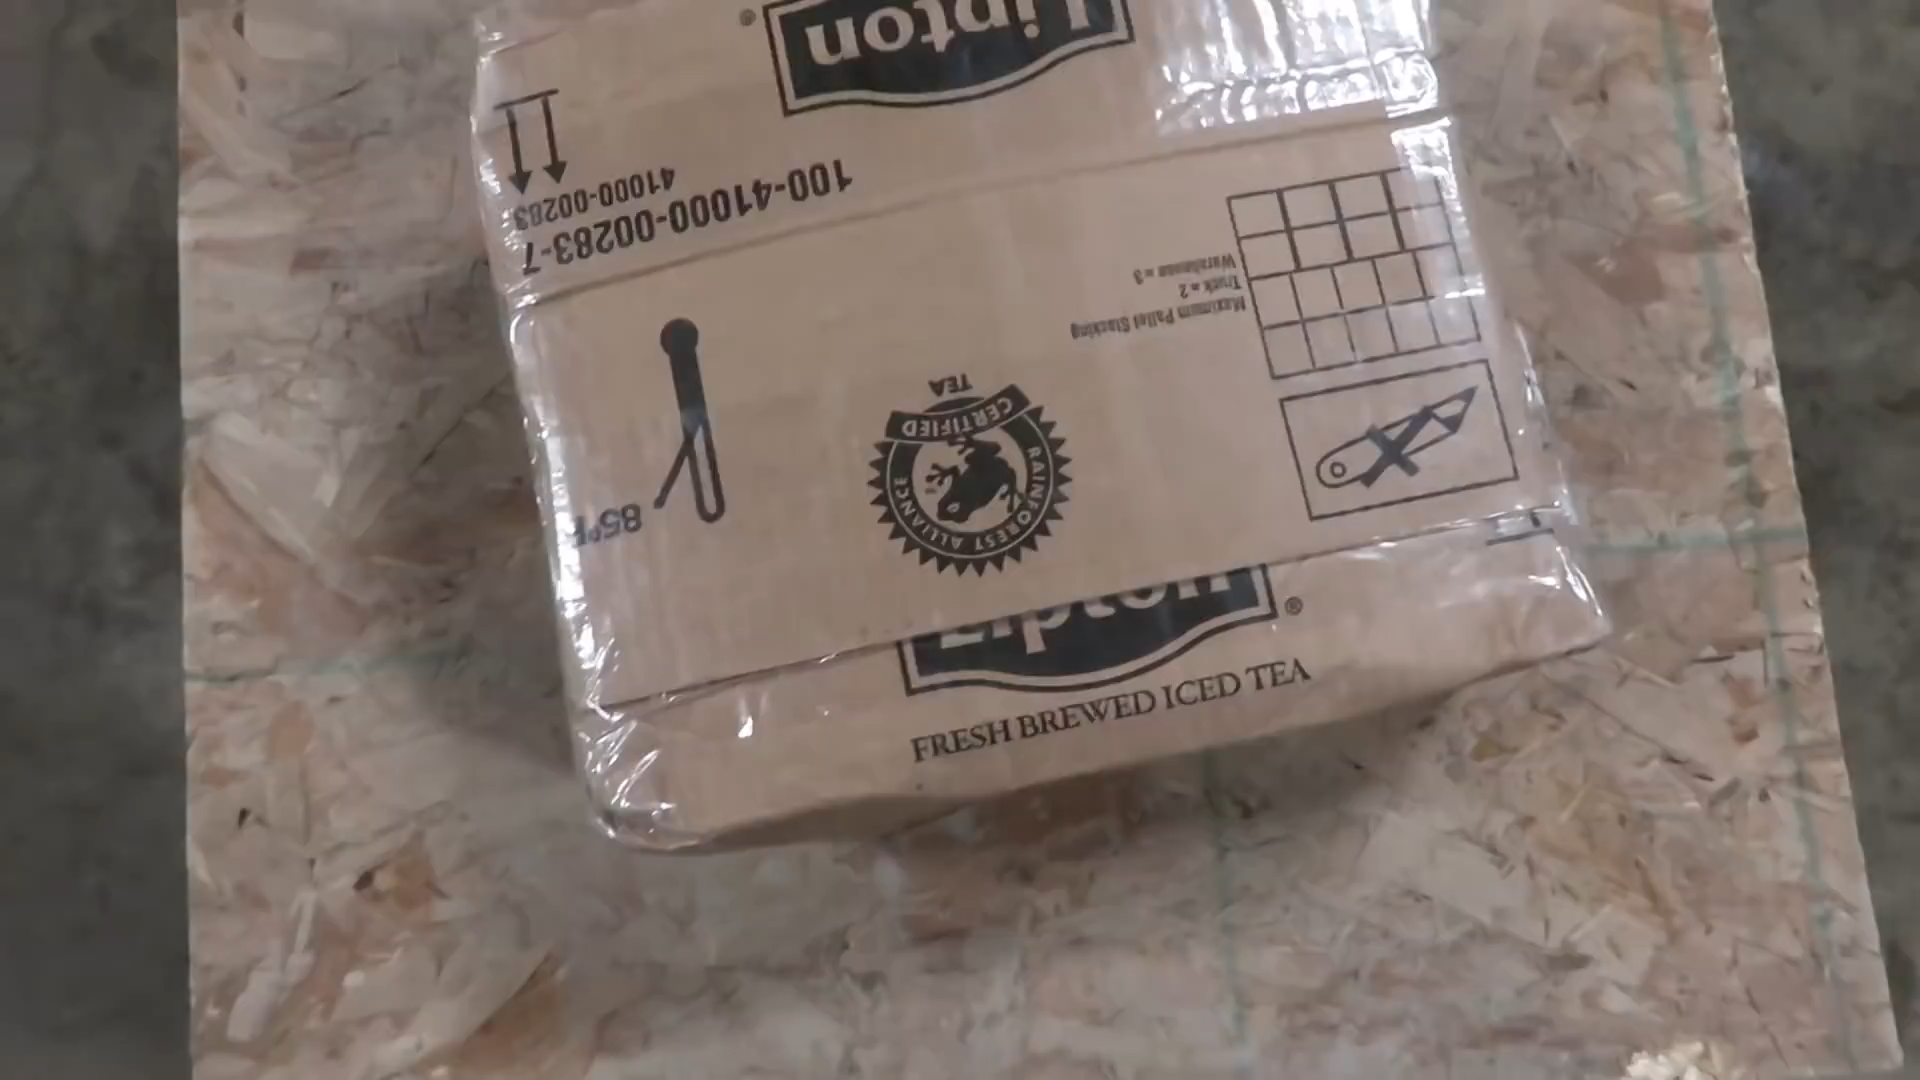 Lipton
®
41000-00283
100-41000-00283-7
Maximum Pallet Stacking
Truck = 2
Warehouse = 3
85°F
TEA
CERTIFIED
RAINFOREST ALLIANCE
Lipton
®
FRESH BREWED ICED TEA